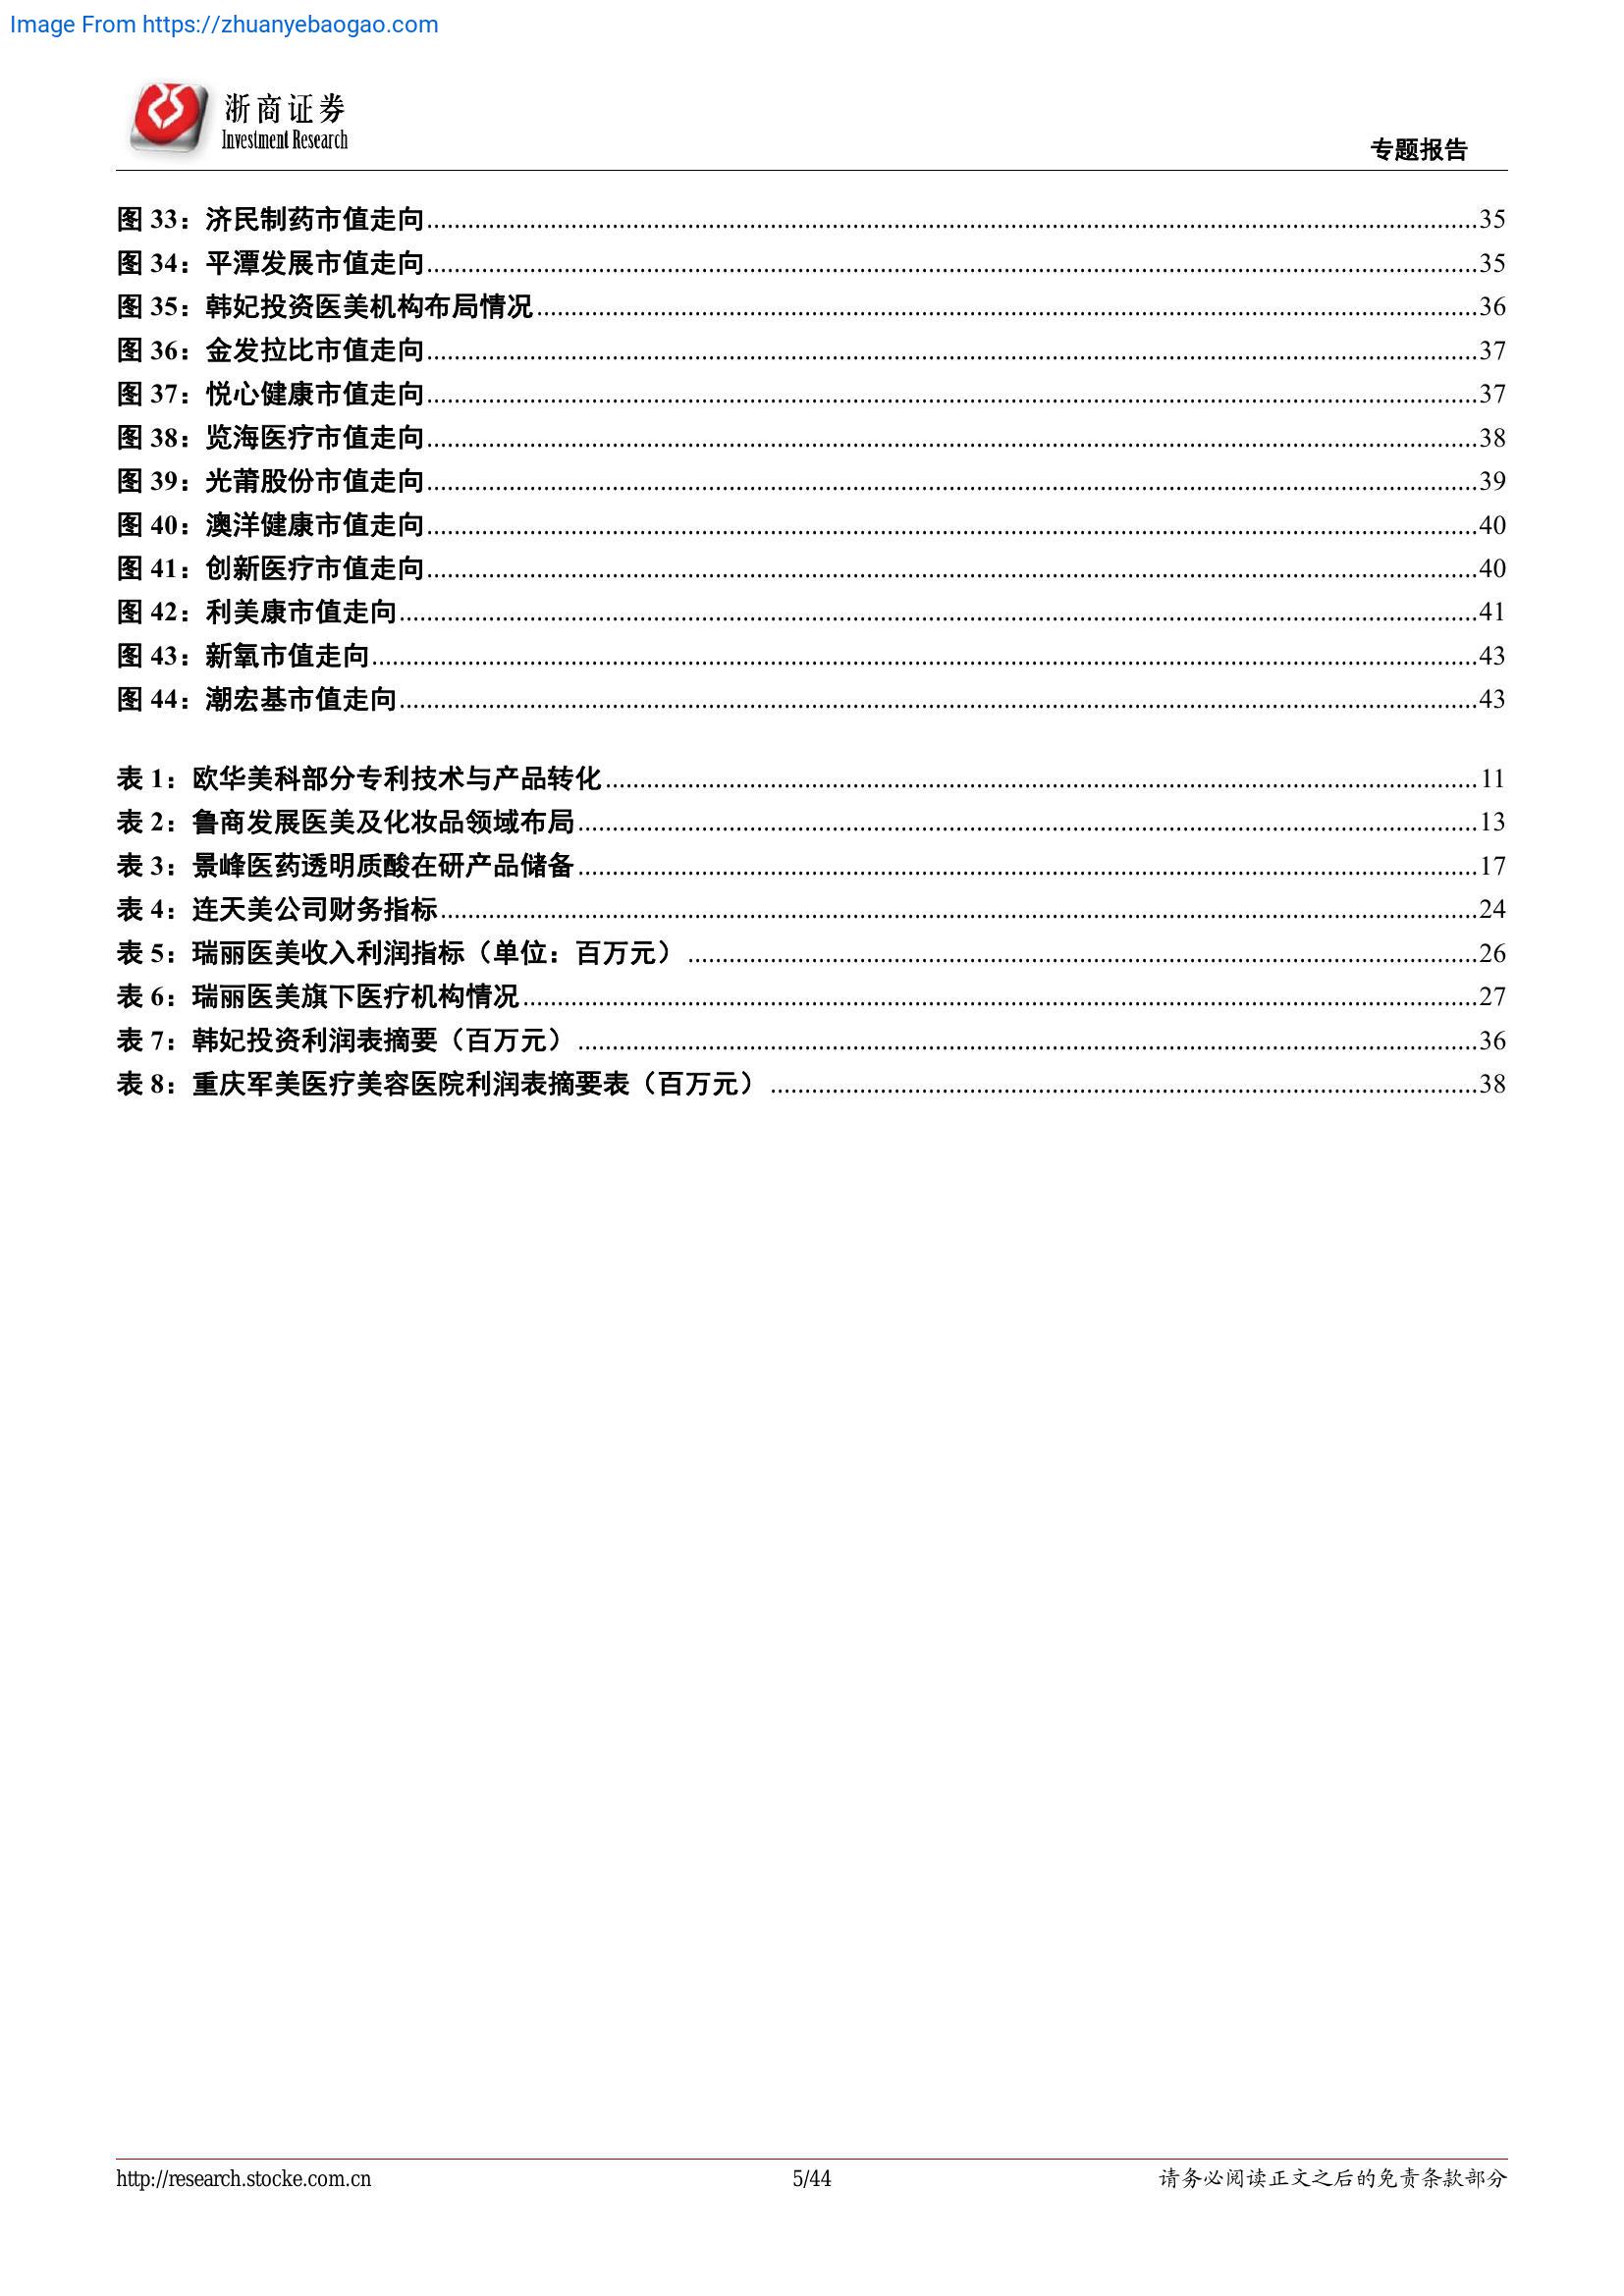 Image From https://zhuanyebaogao.com
浙商证券
Investment Research
专题报告
图 33：济民制药市值走向 35
图 34：平潭发展市值走向 35
图 35：韩妃投资医美机构布局情况 36
图 36：金发拉比市值走向 37
图 37：悦心健康市值走向 37
图 38：览海医疗市值走向 38
图 39：光莆股份市值走向 39
图 40：澳洋健康市值走向 40
图 41：创新医疗市值走向 40
图 42：利美康市值走向 41
图 43：新氧市值走向 43
图 44：潮宏基市值走向 43
表 1：欧华美科部分专利技术与产品转化 11
表 2：鲁商发展医美及化妆品领域布局 13
表 3：景峰医药透明质酸在研产品储备 17
表 4：连天美公司财务指标 24
表 5：瑞丽医美收入利润指标（单位：百万元） 26
表 6：瑞丽医美旗下医疗机构情况 27
表 7：韩妃投资利润表摘要（百万元） 36
表 8：重庆军美医疗美容医院利润表摘要表（百万元） 38
http://research.stocke.com.cn
5/44
请务必阅读正文之后的免责条款部分